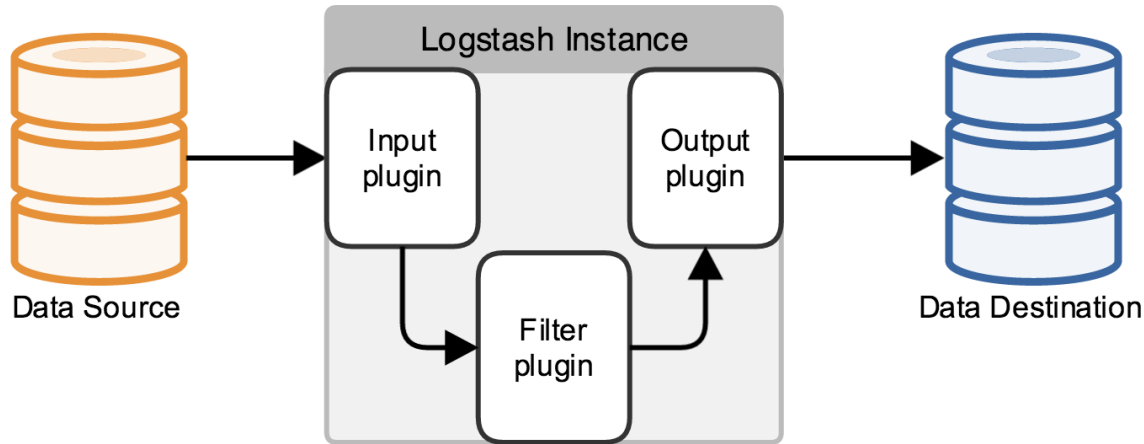 Logstash Instance
Input
plugin
Output
plugin
Filter
plugin
Data Source
Data Destination